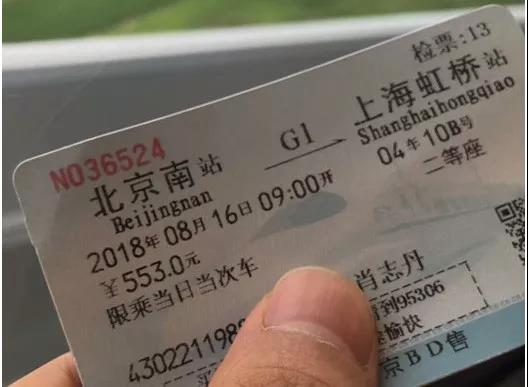 检票:13
N036524
北京南站 G1 上海虹桥站
Beijingnan Shanghaihongqiao
2018年08月16日09:00开 04车10B号
¥553.0元 二等座
限乘当日当次车
4302211988 肖志丹
到95306
愉快
京BD售